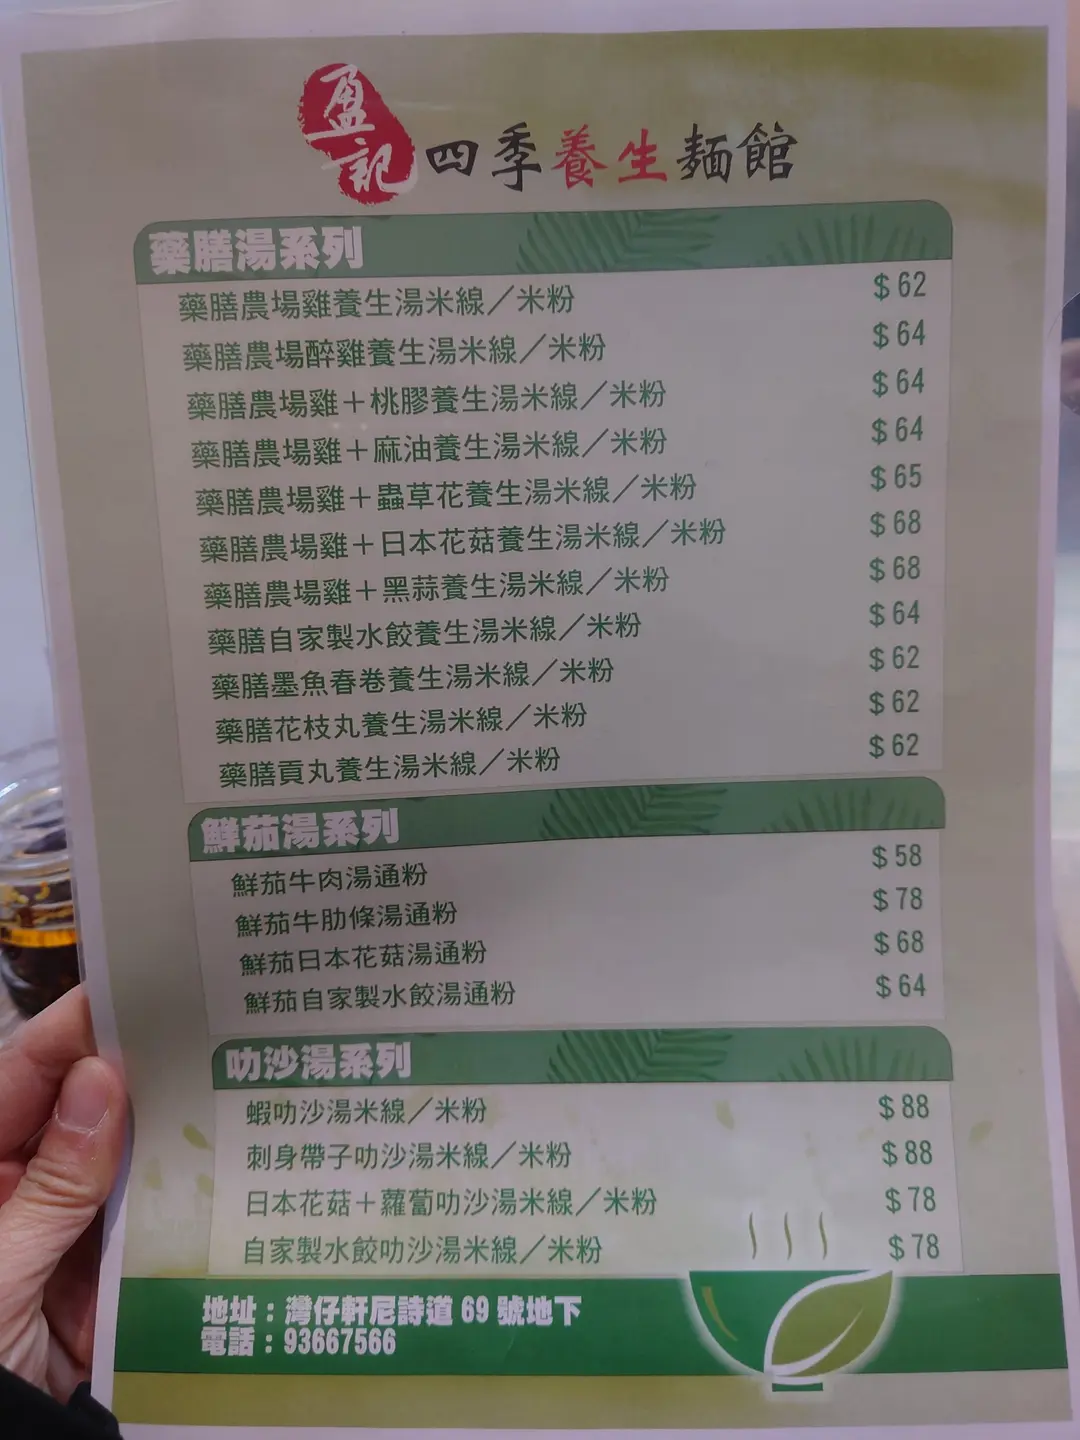 盈記 四季養生麵館
藥膳湯系列
藥膳農場雞養生湯米線／米粉 $62
藥膳農場醉雞養生湯米線／米粉 $64
藥膳農場雞＋桃膠養生湯米線／米粉 $64
藥膳農場雞＋麻油養生湯米線／米粉 $64
藥膳農場雞＋蟲草花養生湯米線／米粉 $65
藥膳農場雞＋日本花菇養生湯米線／米粉 $68
藥膳農場雞＋黑蒜養生湯米線／米粉 $68
藥膳自家製水餃養生湯米線／米粉 $64
藥膳墨魚春卷養生湯米線／米粉 $62
藥膳花枝丸養生湯米線／米粉 $62
藥膳貢丸養生湯米線／米粉 $62
鮮茄湯系列
鮮茄牛肉湯通粉 $58
鮮茄牛肋條湯通粉 $78
鮮茄日本花菇湯通粉 $68
鮮茄自家製水餃湯通粉 $64
叻沙湯系列
蝦叻沙湯米線／米粉 $88
刺身帶子叻沙湯米線／米粉 $88
日本花菇＋蘿蔔叻沙湯米線／米粉 $78
自家製水餃叻沙湯米線／米粉 $78
地址：灣仔軒尼詩道 69 號地下
電話：93667566